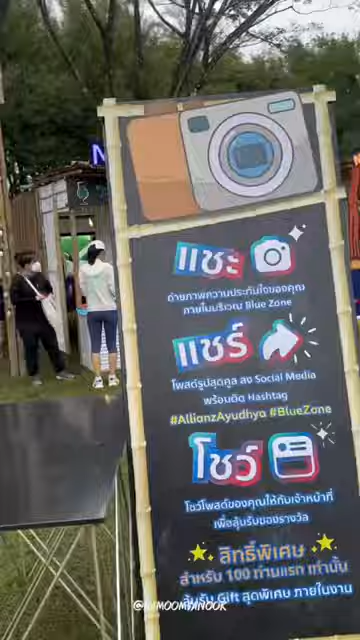 N
แชะ
ถ่ายภาพความประทับใจของคุณ
ภายในบริเวณ Blue Zone
แชร์
โพสต์รูปสุดคูล ลง Social Media
พร้อมติด Hashtag
#AllianzAyudhya #BlueZone
โชว์
โชว์โพสต์ของคุณให้กับเจ้าหน้าที่
เพื่อลุ้นรับของรางวัล
สิทธิ์พิเศษ
สำหรับ 100 ท่านแรก เท่านั้น
ลุ้นรับ Gift สุดพิเศษ ภายในงาน